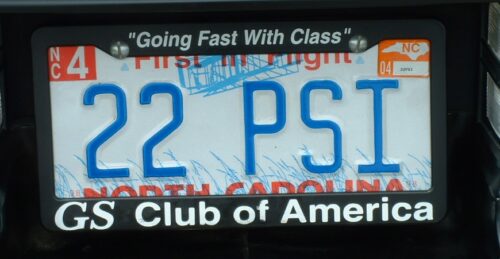 "Going Fast With Class"
NC 4
First in Flight
NC
04
22 PSI
NORTH CAROLINA
GS Club of America